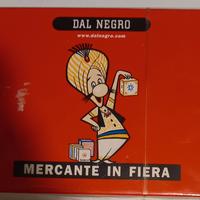 DAL NEGRO
www.dalnegro.com
MERCANTE IN FIERA